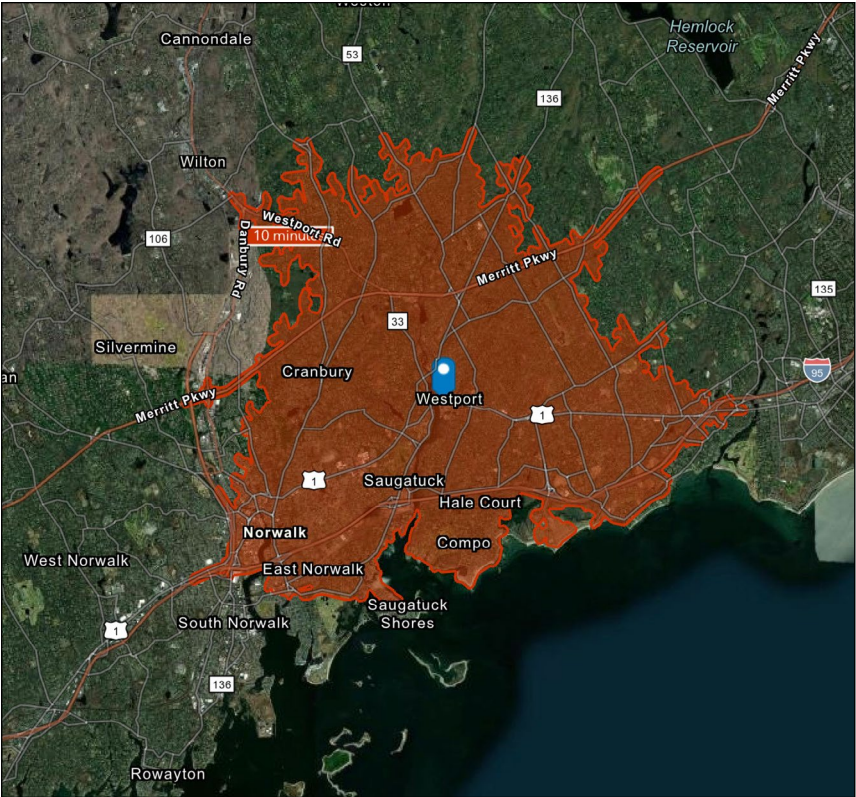 Weston
Cannondale
53
Hemlock
Reservoir
Merritt Pkwy
136
Wilton
Westport Rd
10 minute
106
Danbury Rd
Merritt Pkwy
135
33
Silvermine
Cranbury
95
an
Merritt Pkwy
Westport
1
1
Saugatuck
Hale Court
Norwalk
Compo
West Norwalk
East Norwalk
Saugatuck
Shores
1
South Norwalk
136
Rowayton